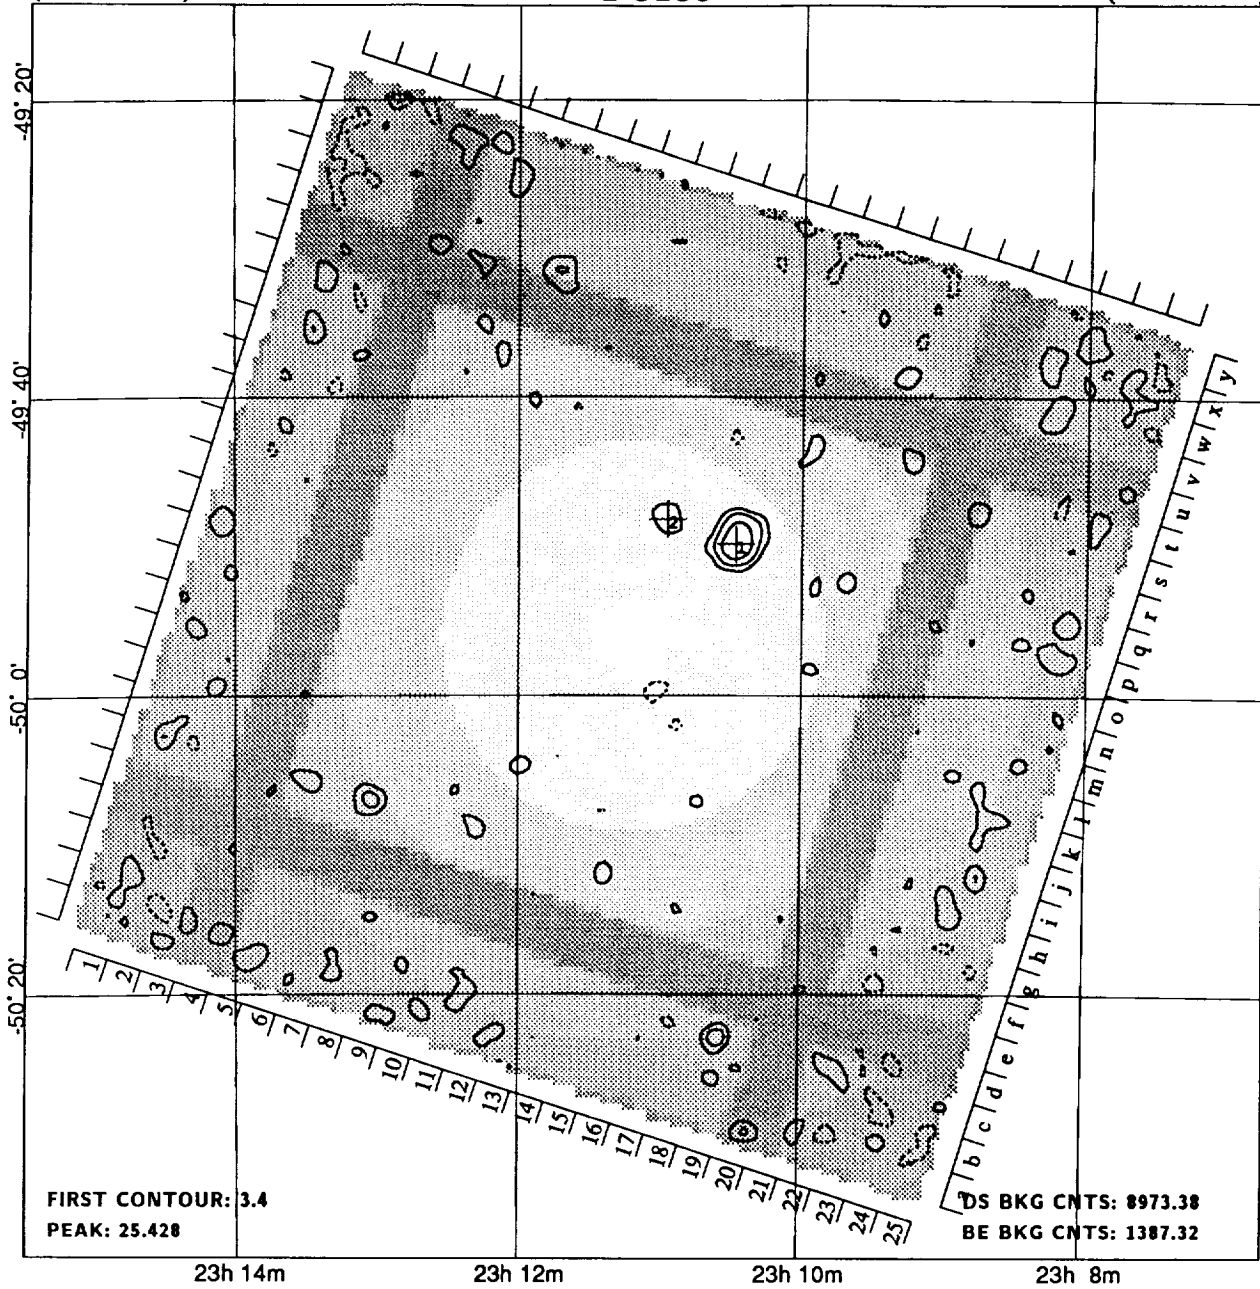 -49° 20'
-49° 40'
-50° 0'
-50° 20'
2
1
y
x
w
v
u
t
s
r
q
p
o
n
m
l
k
j
i
h
g
f
e
d
c
b
a
1 2 3 4 5 6 7 8 9 10 11 12 13 14 15 16 17 18 19 20 21 22 23 24 25
FIRST CONTOUR: 3.4
PEAK: 25.428
DS BKG CNTS: 8973.38
BE BKG CNTS: 1387.32
23h 14m 23h 12m 23h 10m 23h 8m